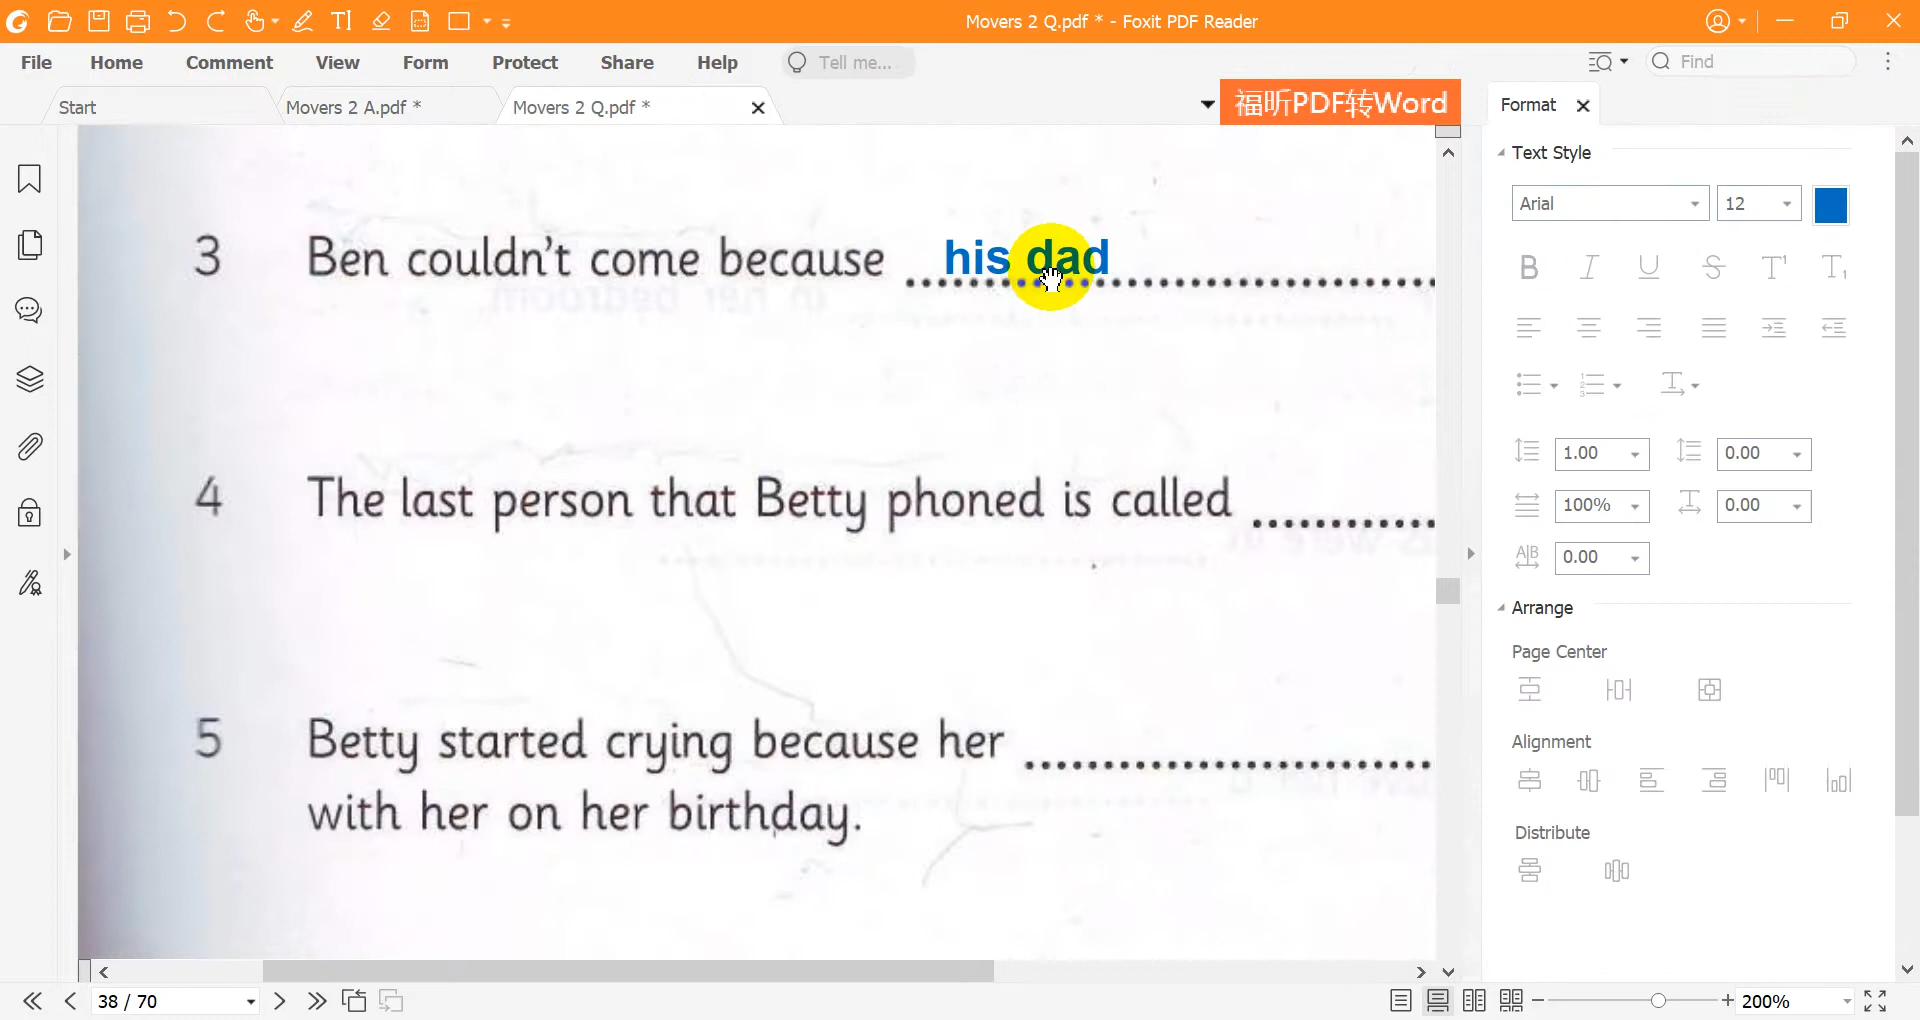 Movers 2 Q.pdf * - Foxit PDF Reader
File Home Comment View Form Protect Share Help Tell me... Find
Start Movers 2 A.pdf * Movers 2 Q.pdf * 福昕PDF转Word Format
Text Style
Arial 12
3 Ben couldn't come because his dad
in her bedroom
1.00 0.00
4 The last person that Betty phoned is called
100% 0.00
0.00
Arrange
Page Center
5 Betty started crying because her
with her on her birthday.
Alignment
Distribute
38 / 70 200%